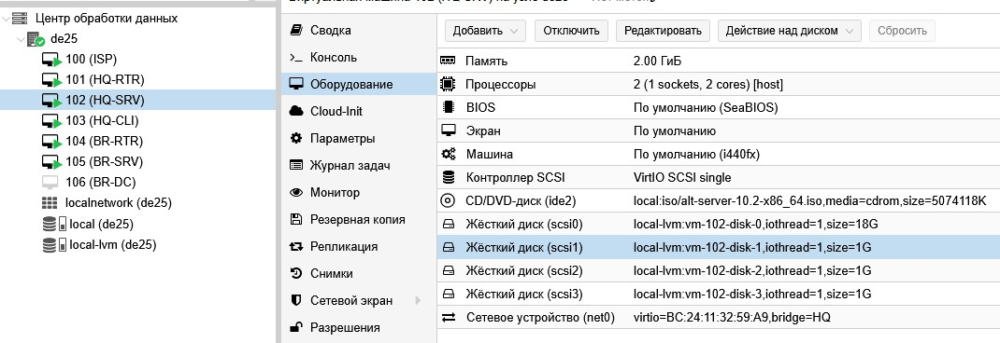 Центр обработки данных
de25
100 (ISP)
101 (HQ-RTR)
102 (HQ-SRV)
103 (HQ-CLI)
104 (BR-RTR)
105 (BR-SRV)
106 (BR-DC)
localnetwork (de25)
local (de25)
local-lvm (de25)
Сводка
Консоль
Оборудование
Cloud-Init
Параметры
Журнал задач
Монитор
Резервная копия
Репликация
Снимки
Сетевой экран
Разрешения
Добавить Отключить Редактировать Действие над диском Сбросить
Память 2.00 ГиБ
Процессоры 2 (1 sockets, 2 cores) [host]
BIOS По умолчанию (SeaBIOS)
Экран По умолчанию
Машина По умолчанию (i440fx)
Контроллер SCSI VirtIO SCSI single
CD/DVD-диск (ide2) local:iso/alt-server-10.2-x86_64.iso,media=cdrom,size=5074118K
Жёсткий диск (scsi0) local-lvm:vm-102-disk-0,iothread=1,size=18G
Жёсткий диск (scsi1) local-lvm:vm-102-disk-1,iothread=1,size=1G
Жёсткий диск (scsi2) local-lvm:vm-102-disk-2,iothread=1,size=1G
Жёсткий диск (scsi3) local-lvm:vm-102-disk-3,iothread=1,size=1G
Сетевое устройство (net0) virtio=BC:24:11:32:59:A9,bridge=HQ